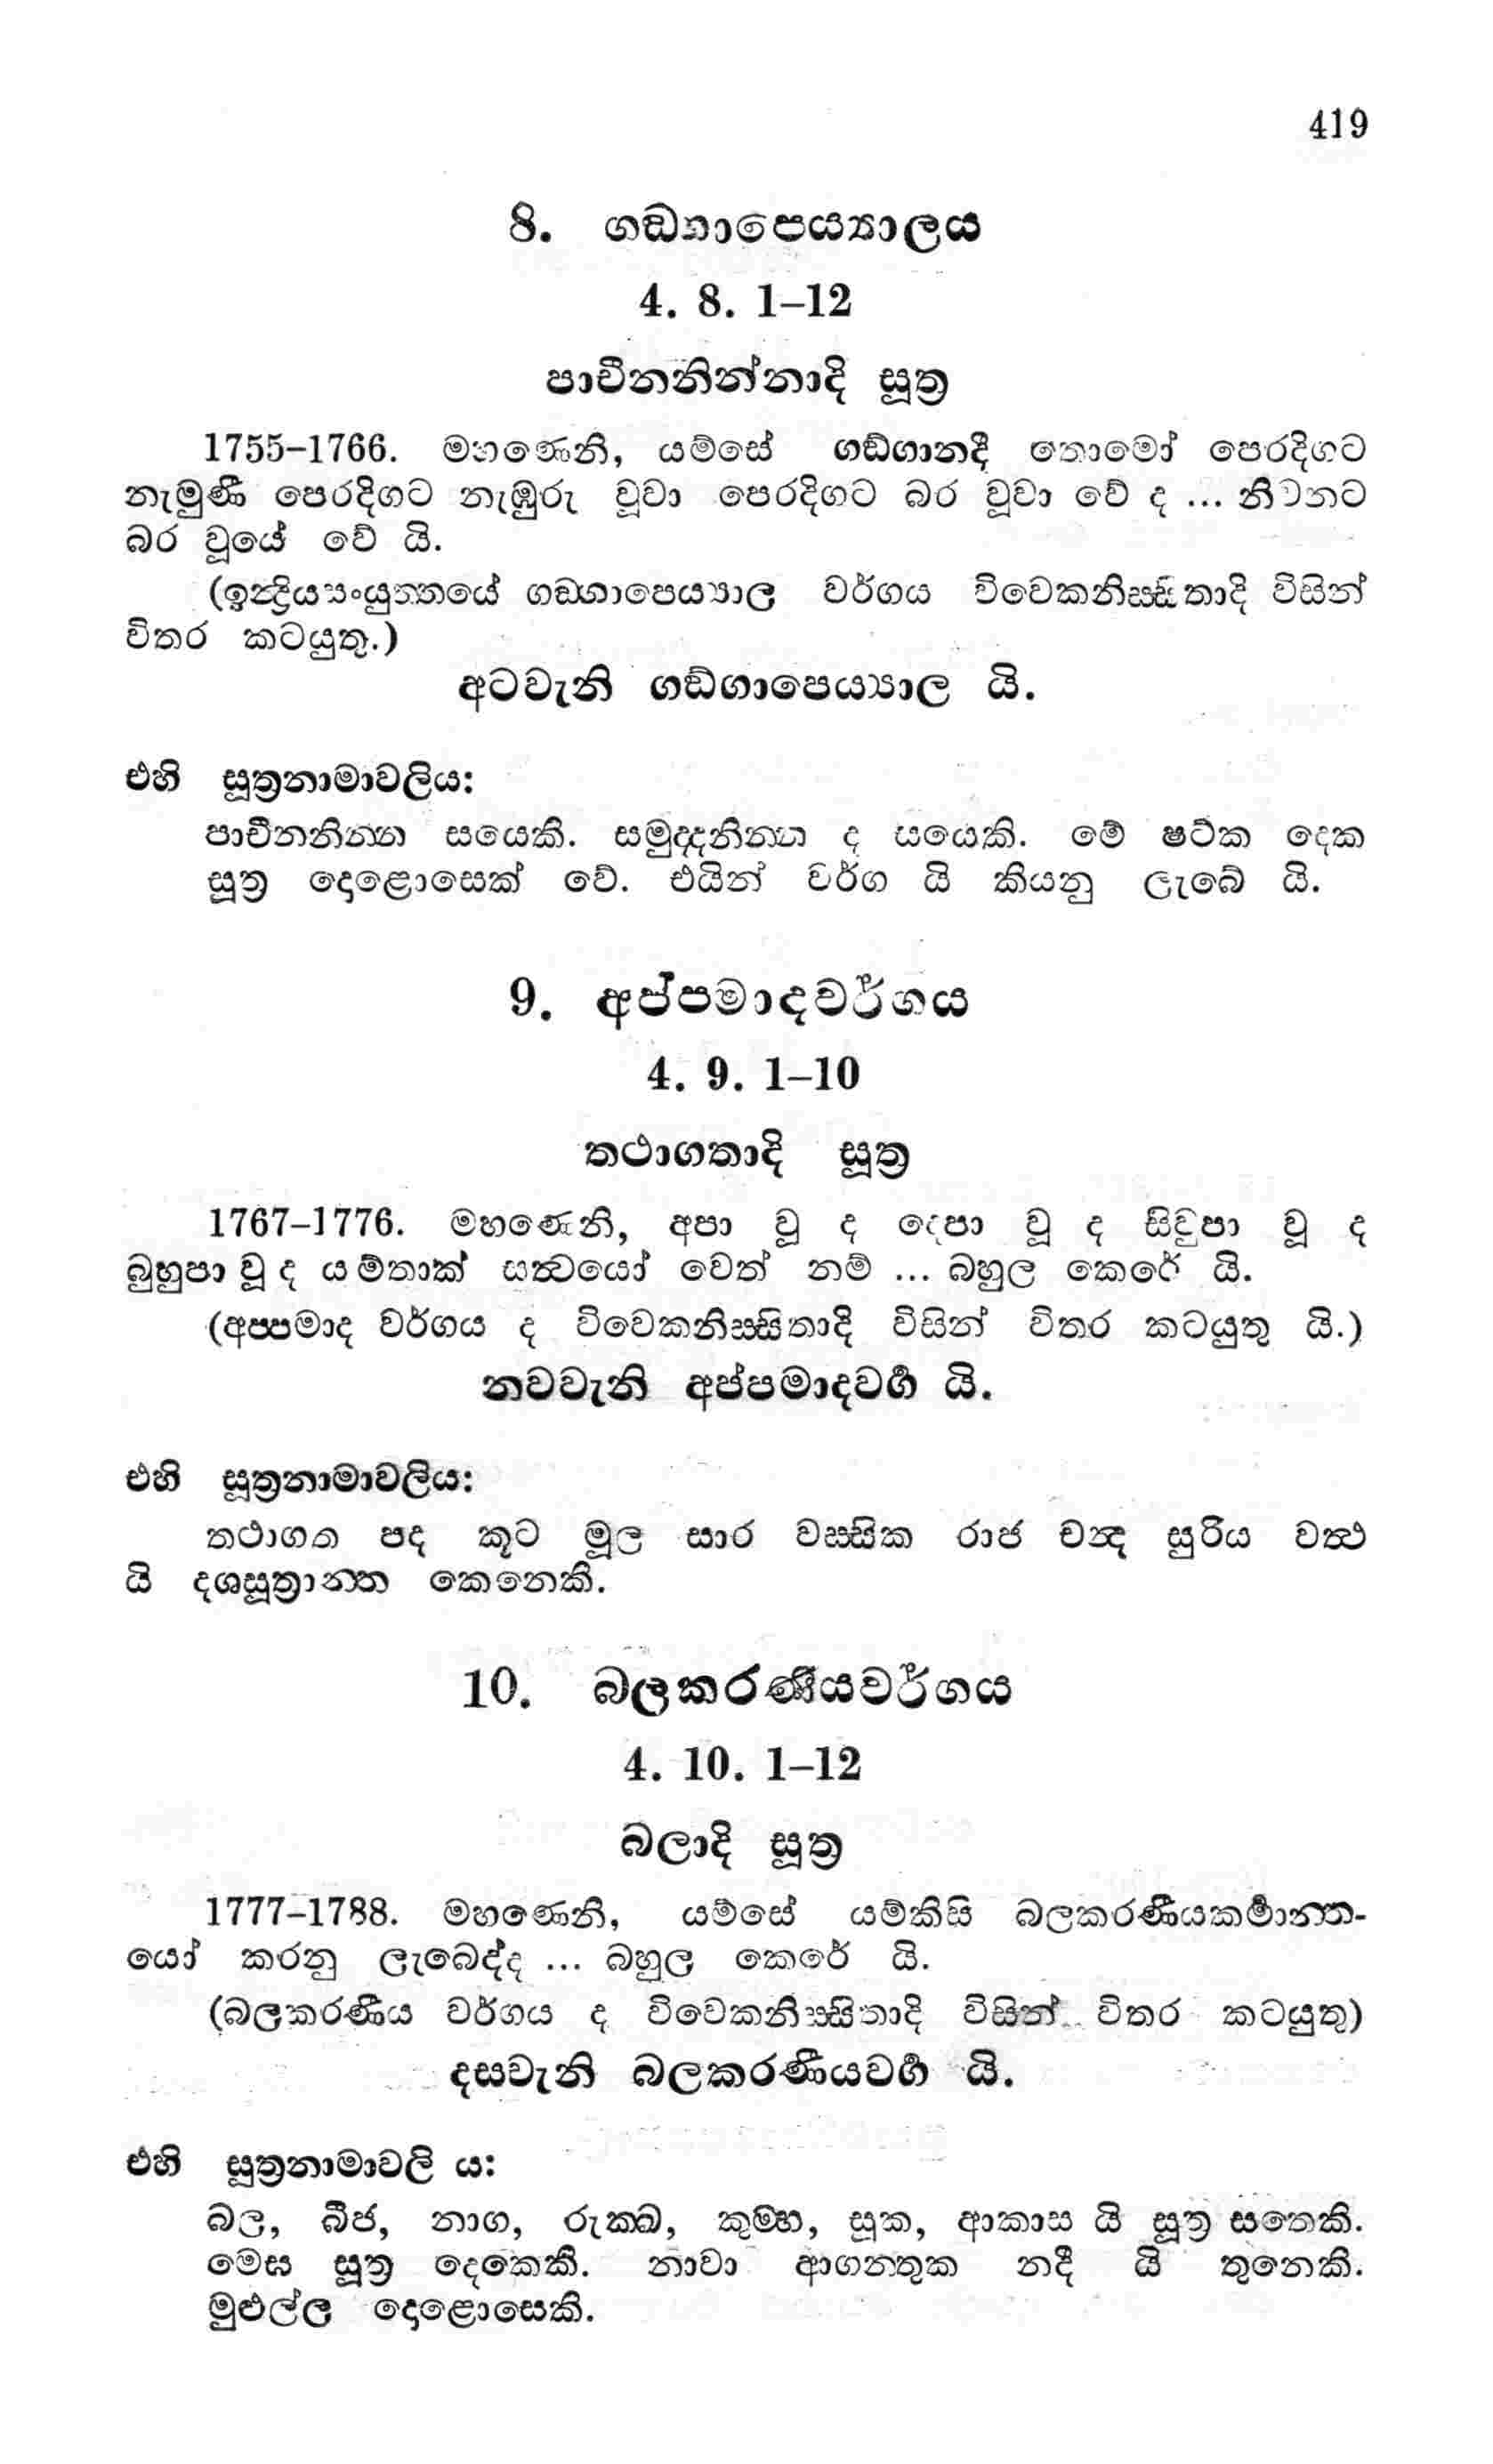 419
8. ගඞ්ගාපෙය්‍යාලය
4. 8. 1–12
පාචීනනින්නාදි සූත්‍ර
1755–1766. මහණෙනි, යම්සේ ගඞ්ගානදී තොමෝ පෙරදිගට
නැමුණී පෙරදිගට නැඹුරු වූවා පෙරදිගට බර වූවා වේ ද ... නිවනට
බර වූයේ වේ යි.
(ඉන්‍ද්‍රියසංයුත්තයේ ගඞ්ගාපෙය්‍යාල වර්ගය විවෙකනිස්සිතාදි විසින්
විතර කටයුතු.)
අටවැනි ගඞ්ගාපෙය්‍යාල යි.
එහි සූත්‍රනාමාවලිය:
පාචීනනින්න සයෙකි. සමුද්දනින්න ද සයෙකි. මේ ෂට්ක දෙක
සූත්‍ර දෙළොසෙක් වේ. එයින් වර්ග යි කියනු ලැබේ යි.
9. අප්පමාදවර්ගය
4. 9. 1–10
තථාගතාදි සූත්‍ර
1767–1776. මහණෙනි, අපා වූ ද දෙපා වූ ද සිවුපා වූ ද
බුහුපා වූ ද යම්තාක් සත්‍වයෝ වෙත් නම් ... බහුල කෙරේ යි.
(අප්පමාද වර්ගය ද විවෙකනිස්සිතාදි විසින් විතර කටයුතු යි.)
නවවැනි අප්පමාදවර්‍ග යි.
එහි සූත්‍රනාමාවලිය:
තථාගත පද කූට මූල සාර වස්සික රාජ චන්‍ද සුරිය වත්‍ථ
යි දශසූත්‍රාන්ත කෙනෙකි.
10. බලකරණීයවර්ගය
4. 10. 1–12
බලාදි සූත්‍ර
1777–1788. මහණෙනි, යම්සේ යම්කිසි බලකරණීයකර්‍මාන්ත-
යෝ කරනු ලැබෙද්ද ... බහුල කෙරේ යි.
(බලකරණීය වර්ගය ද විවෙකනිස්සිතාදි විසින් විතර කටයුතු)
දසවැනි බලකරණීයවර්‍ග යි.
එහි සූත්‍රනාමාවලි ය:
බල, බීජ, නාග, රුක්ඛ, කුම්භ, සූක, ආකාස යි සූත්‍ර සතෙකි.
මෙඝ සූත්‍ර දෙකෙකි. නාවා ආගන්තුක නදී යි තුනෙකි.
මුළුල්ල දෙළොසෙකි.